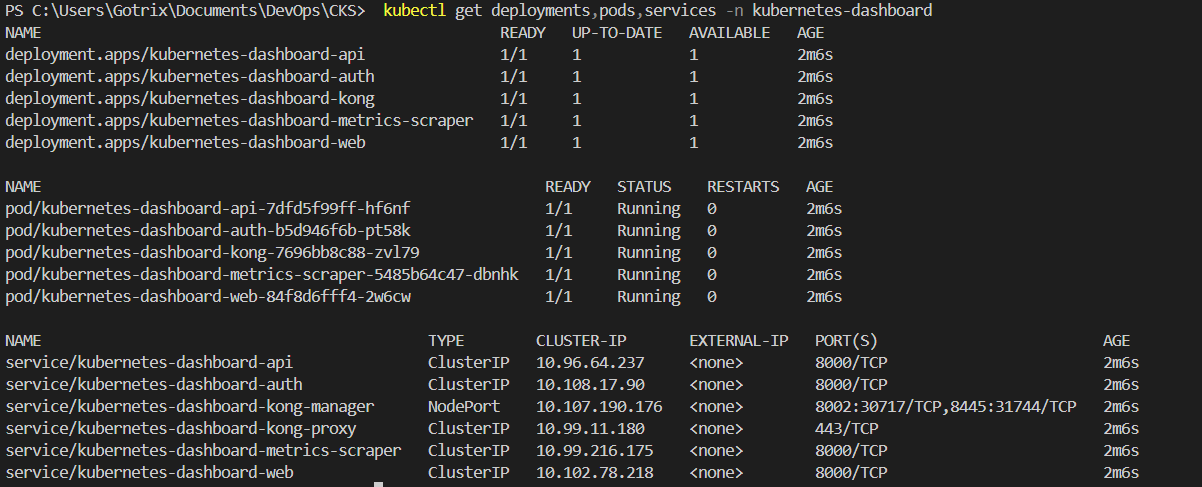 PS C:\Users\Gotrix\Documents\DevOps\CKS>  kubectl get deployments,pods,services -n kubernetes-dashboard
NAME                                                   READY   UP-TO-DATE   AVAILABLE   AGE
deployment.apps/kubernetes-dashboard-api               1/1     1            1           2m6s
deployment.apps/kubernetes-dashboard-auth              1/1     1            1           2m6s
deployment.apps/kubernetes-dashboard-kong              1/1     1            1           2m6s
deployment.apps/kubernetes-dashboard-metrics-scraper   1/1     1            1           2m6s
deployment.apps/kubernetes-dashboard-web               1/1     1            1           2m6s

NAME                                                        READY   STATUS    RESTARTS   AGE
pod/kubernetes-dashboard-api-7dfd5f99ff-hf6nf               1/1     Running   0          2m6s
pod/kubernetes-dashboard-auth-b5d946f6b-pt58k               1/1     Running   0          2m6s
pod/kubernetes-dashboard-kong-7696bb8c88-zvl79              1/1     Running   0          2m6s
pod/kubernetes-dashboard-metrics-scraper-5485b64c47-dbnhk   1/1     Running   0          2m6s
pod/kubernetes-dashboard-web-84f8d6fff4-2w6cw               1/1     Running   0          2m6s

NAME                                           TYPE        CLUSTER-IP       EXTERNAL-IP   PORT(S)                         AGE
service/kubernetes-dashboard-api               ClusterIP   10.96.64.237     <none>        8000/TCP                        2m6s
service/kubernetes-dashboard-auth              ClusterIP   10.108.17.90     <none>        8000/TCP                        2m6s
service/kubernetes-dashboard-kong-manager      NodePort    10.107.190.176   <none>        8002:30717/TCP,8445:31744/TCP   2m6s
service/kubernetes-dashboard-kong-proxy        ClusterIP   10.99.11.180     <none>        443/TCP                         2m6s
service/kubernetes-dashboard-metrics-scraper   ClusterIP   10.99.216.175    <none>        8000/TCP                        2m6s
service/kubernetes-dashboard-web               ClusterIP   10.102.78.218    <none>        8000/TCP                        2m6s